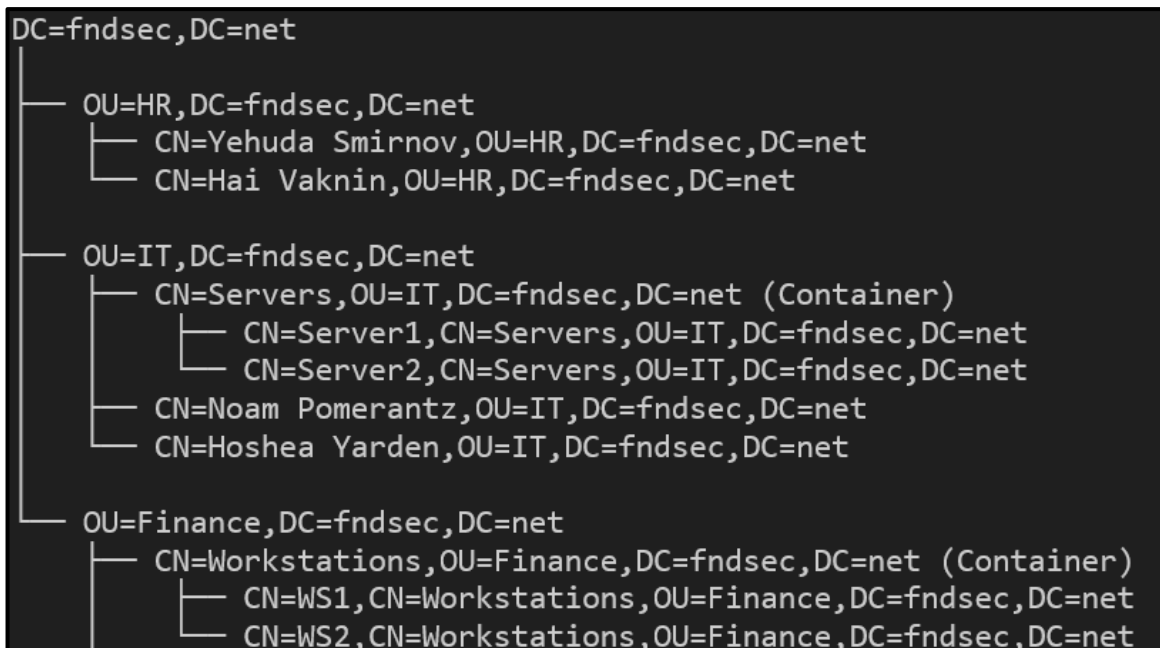 DC=fndsec,DC=net
OU=HR,DC=fndsec,DC=net
CN=Yehuda Smirnov,OU=HR,DC=fndsec,DC=net
CN=Hai Vaknin,OU=HR,DC=fndsec,DC=net
OU=IT,DC=fndsec,DC=net
CN=Servers,OU=IT,DC=fndsec,DC=net (Container)
CN=Server1,CN=Servers,OU=IT,DC=fndsec,DC=net
CN=Server2,CN=Servers,OU=IT,DC=fndsec,DC=net
CN=Noam Pomerantz,OU=IT,DC=fndsec,DC=net
CN=Hoshea Yarden,OU=IT,DC=fndsec,DC=net
OU=Finance,DC=fndsec,DC=net
CN=Workstations,OU=Finance,DC=fndsec,DC=net (Container)
CN=WS1,CN=Workstations,OU=Finance,DC=fndsec,DC=net
CN=WS2,CN=Workstations,OU=Finance,DC=fndsec,DC=net